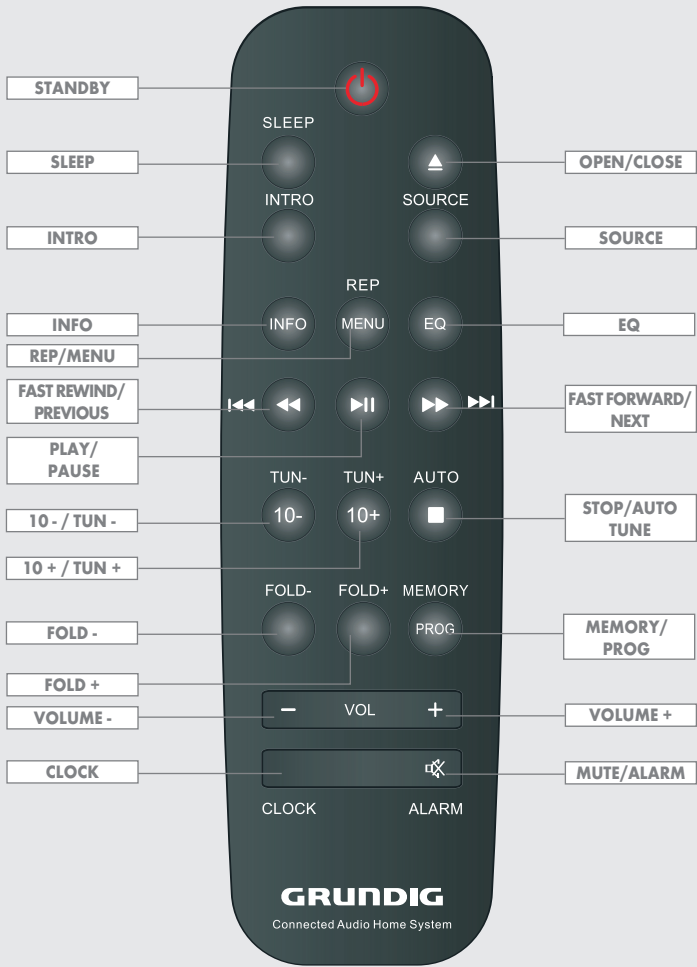 STANDBY
SLEEP
SLEEP
OPEN/CLOSE
INTRO
SOURCE
INTRO
SOURCE
REP
INFO
INFO
MENU
EQ
EQ
REP/MENU
FAST REWIND/
PREVIOUS
FAST FORWARD/
NEXT
PLAY/
PAUSE
TUN-
TUN+
AUTO
10 - / TUN -
10-
10+
STOP/AUTO
TUNE
10 + / TUN +
FOLD-
FOLD+
MEMORY
FOLD -
PROG
MEMORY/
PROG
FOLD +
VOLUME -
- VOL +
VOLUME +
CLOCK
MUTE/ALARM
CLOCK
ALARM
GRUNDIG
Connected Audio Home System